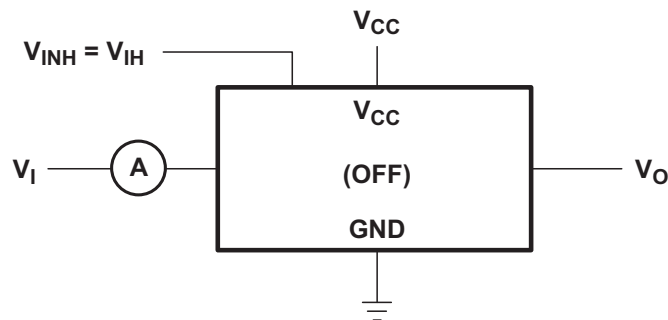 V_CC
V_INH = V_IH
V_CC
V_I
A
(OFF)
V_O
GND